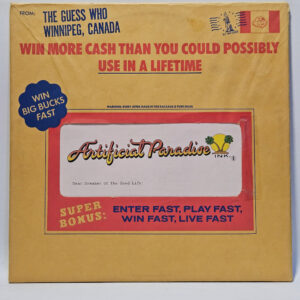 FROM:
THE GUESS WHO
WINNIPEG, CANADA
WIN MORE CASH THAN YOU COULD POSSIBLY
USE IN A LIFETIME
WIN
BIG BUCKS
FAST
Artificial Paradise
INK.
Dear Dreamer of the Good Life:
SUPER
BONUS:
ENTER FAST, PLAY FAST,
WIN FAST, LIVE FAST